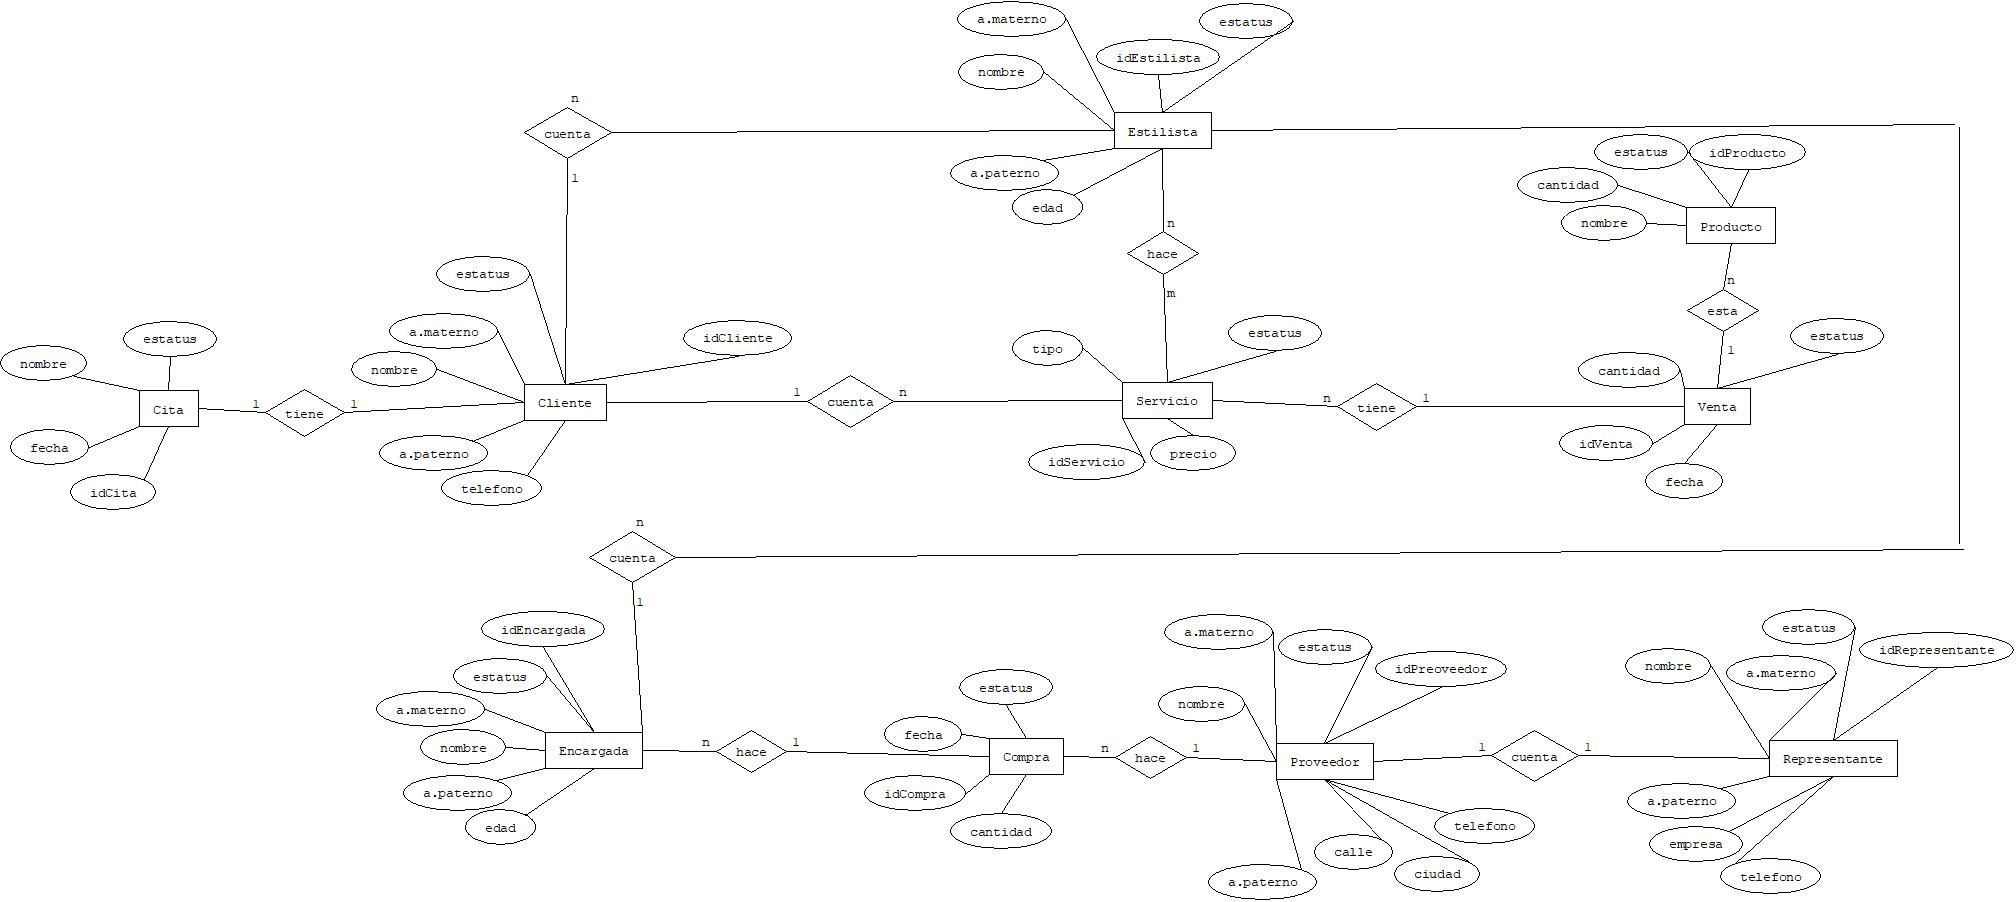 a.materno
estatus
idEstilista
nombre
n
cuenta
Estilista
estatus
idProducto
a.paterno
l
cantidad
edad
nombre
n
Producto
hace
estatus
n
m
esta
a.materno
idCliente
tipo
estatus
estatus
estatus
l
nombre
nombre
cantidad
l
n
n
l
l
l
Cita
tiene
Cliente
cuenta
Servicio
tiene
Venta
fecha
a.paterno
idServicio
precio
idVenta
idCita
telefono
fecha
n
cuenta
l
idEncargada
a.materno
estatus
estatus
idRepresentante
nombre
estatus
idPreoveedor
a.materno
estatus
a.materno
nombre
fecha
nombre
n
l
n
l
l
l
Encargada
hace
Compra
hace
Proveedor
cuenta
Representante
a.paterno
idCompra
a.paterno
edad
cantidad
telefono
empresa
calle
ciudad
telefono
a.paterno